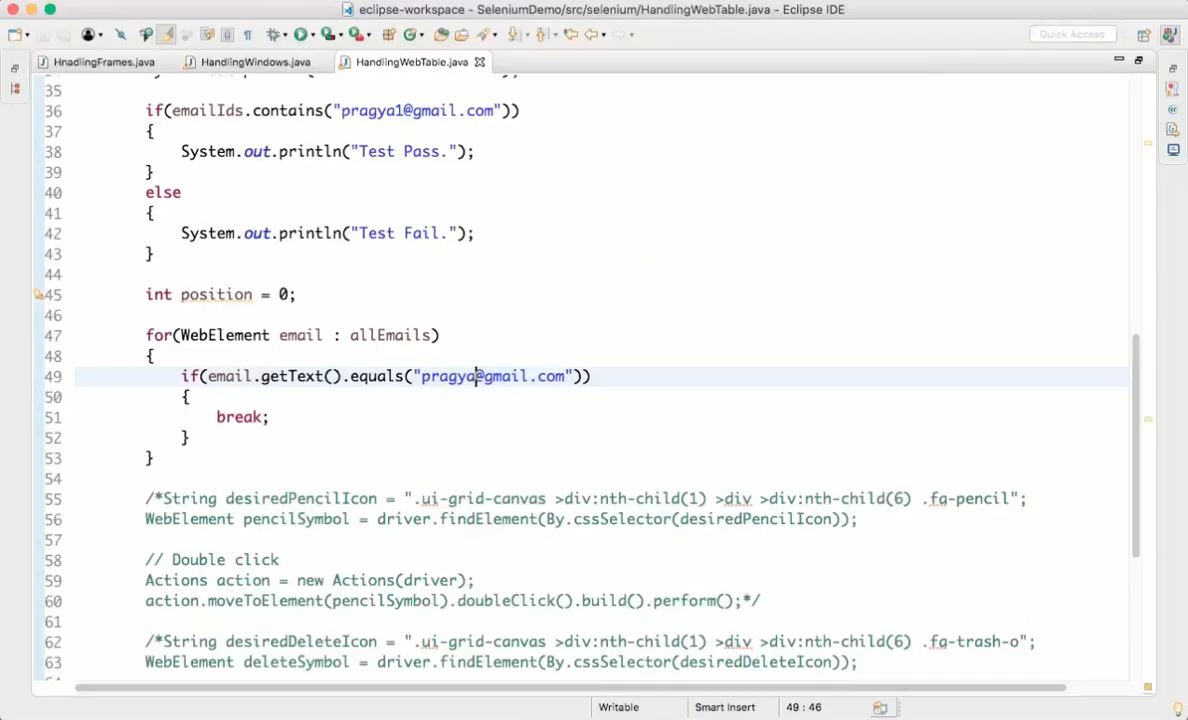 eclipse-workspace - SeleniumDemo/src/selenium/HandlingWebTable.java - Eclipse IDE
Quick Access
HnadlingFrames.java HandlingWindows.java HandlingWebTable.java
35
36 if(emailIds.contains("pragya1@gmail.com"))
37 {
38 System.out.println("Test Pass.");
39 }
40 else
41 {
42 System.out.println("Test Fail.");
43 }
44
45 int position = 0;
46
47 for(WebElement email : allEmails)
48 {
49 if(email.getText().equals("pragya@gmail.com"))
50 {
51 break;
52 }
53 }
54
55 /*String desiredPencilIcon = ".ui-grid-canvas >div:nth-child(1) >div >div:nth-child(6) .fa-pencil";
56 WebElement pencilSymbol = driver.findElement(By.cssSelector(desiredPencilIcon));
57
58 // Double click
59 Actions action = new Actions(driver);
60 action.moveToElement(pencilSymbol).doubleClick().build().perform();*/
61
62 /*String desiredDeleteIcon = ".ui-grid-canvas >div:nth-child(1) >div >div:nth-child(6) .fa-trash-o";
63 WebElement deleteSymbol = driver.findElement(By.cssSelector(desiredDeleteIcon));
Writable Smart Insert 49 : 46